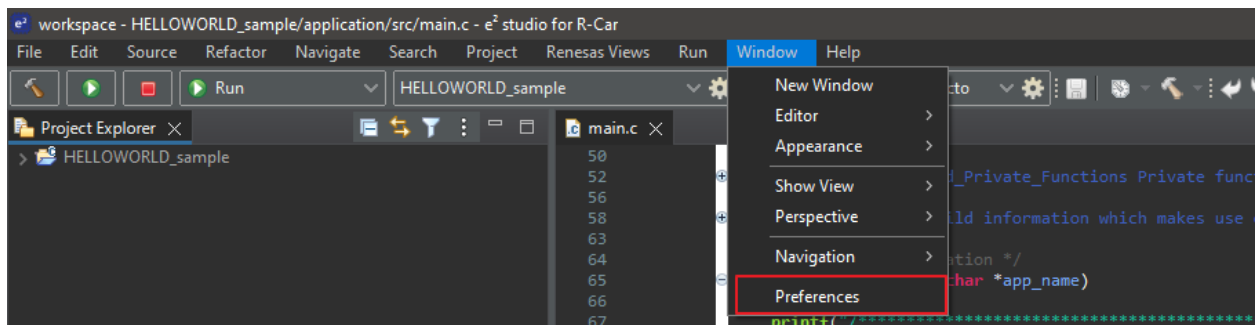 e² workspace - HELLOWORLD_sample/application/src/main.c - e² studio for R-Car
File Edit Source Refactor Navigate Search Project Renesas Views Run Window Help
Run HELLOWORLD_sample
Project Explorer
HELLOWORLD_sample
main.c
50
52 d_Private_Functions Private func
56
58 ild information which makes use
63
64 ation */
65 char *app_name)
66
67 printf("/********************************************
New Window
Editor
Appearance
Show View
Perspective
Navigation
Preferences